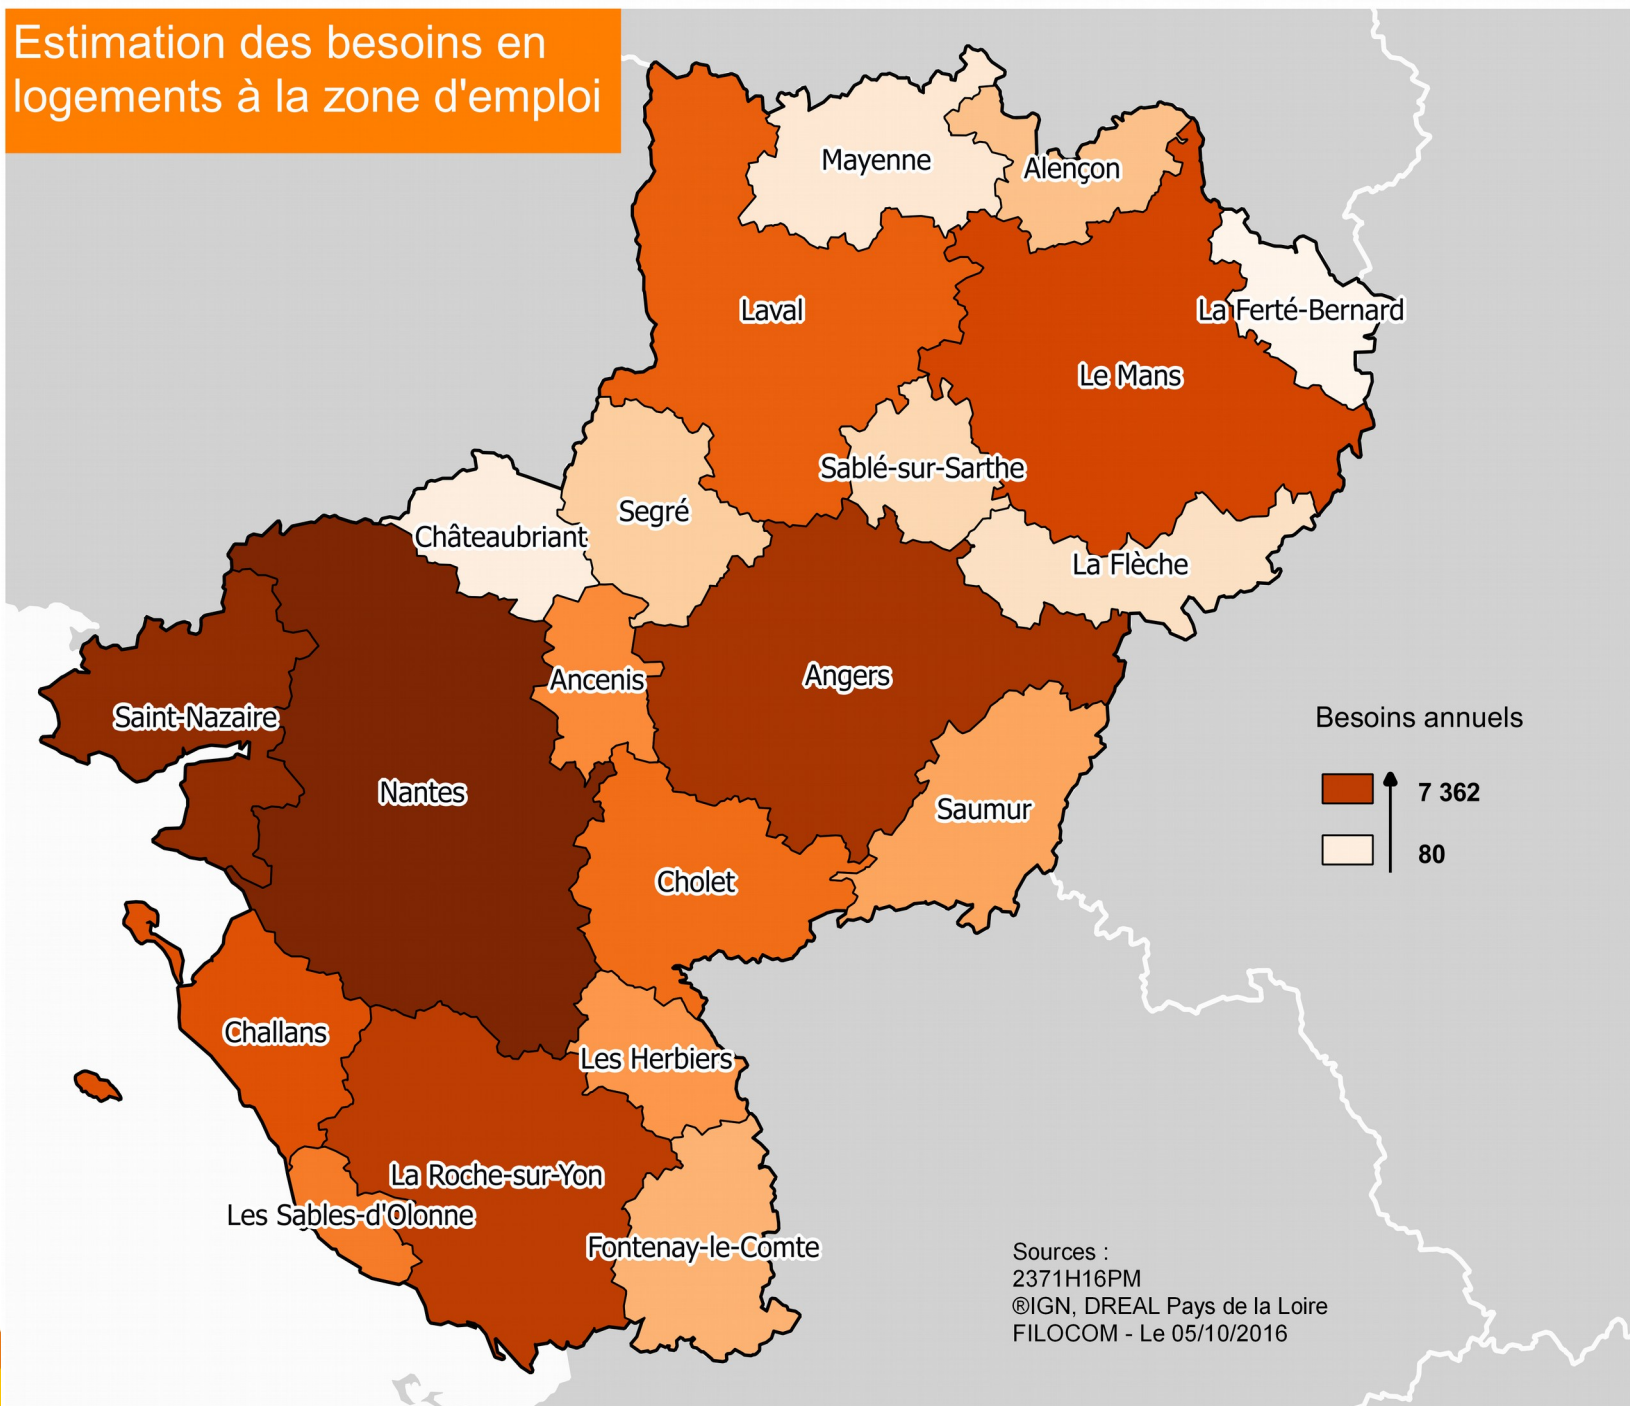 Estimation des besoins en
logements à la zone d'emploi
Mayenne
Alençon
Laval
La Ferté-Bernard
Le Mans
Sablé-sur-Sarthe
Segré
Châteaubriant
La Flèche
Ancenis
Angers
Saint-Nazaire
Nantes
Saumur
Cholet
Challans
Les Herbiers
La Roche-sur-Yon
Les Sables-d'Olonne
Fontenay-le-Comte
Besoins annuels
7 362
80
Sources :
2371H16PM
®IGN, DREAL Pays de la Loire
FILOCOM - Le 05/10/2016